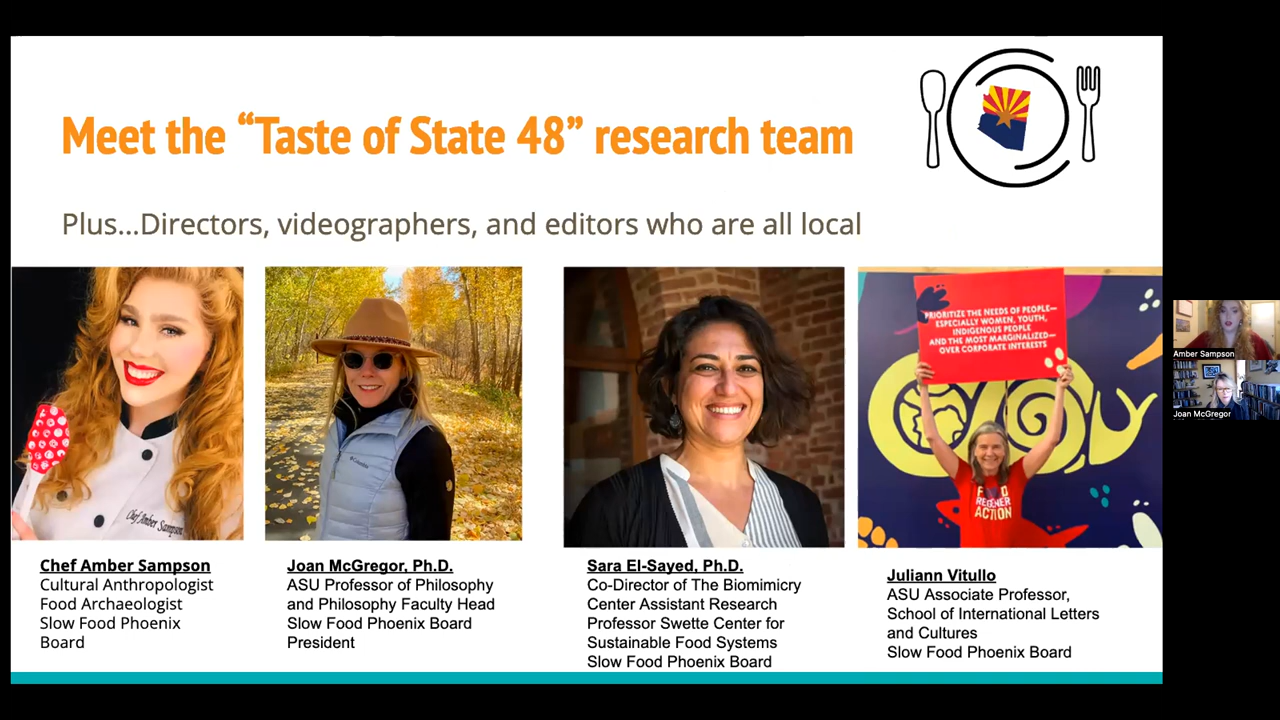 Meet the “Taste of State 48” research team
Plus...Directors, videographers, and editors who are all local
PRIORITIZE THE NEEDS OF PEOPLE—
ESPECIALLY WOMEN, YOUTH,
INDIGENOUS PEOPLE
AND THE MOST MARGINALIZED—
OVER CORPORATE INTERESTS
Columbia
Chef Amber Sampson
ACTION
Chef Amber Sampson
Cultural Anthropologist
Food Archaeologist
Slow Food Phoenix
Board
Joan McGregor, Ph.D.
ASU Professor of Philosophy
and Philosophy Faculty Head
Slow Food Phoenix Board
President
Sara El-Sayed, Ph.D.
Co-Director of The Biomimicry
Center Assistant Research
Professor Swette Center for
Sustainable Food Systems
Slow Food Phoenix Board
Juliann Vitullo
ASU Associate Professor,
School of International Letters
and Cultures
Slow Food Phoenix Board
Amber Sampson
Joan McGregor